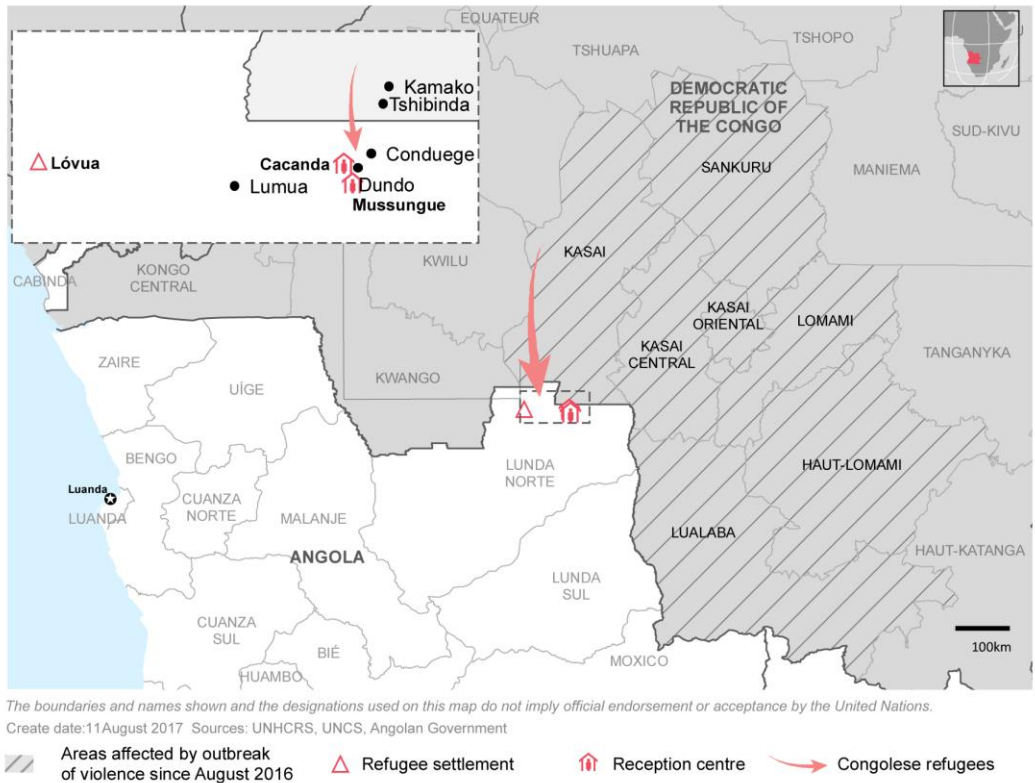 EQUATEUR
TSHUAPA
TSHOPO
DEMOCRATIC
REPUBLIC OF
THE CONGO
SUD-KIVU
SANKURU
MANIEMA
Kamako
Tshibinda
Conduege
Cacanda
Lóvua
Lumua
Dundo
Mussungue
KASAI
KWILU
KONGO
CENTRAL
CABINDA
KASAI
ORIENTAL
LOMAMI
KASAI
CENTRAL
TANGANYIKA
ZAIRE
UÍGE
KWANGO
BENGO
LUNDA
NORTE
HAUT-LOMAMI
Luanda
LUANDA
CUANZA
NORTE
MALANJE
LUALABA
HAUT-KATANGA
ANGOLA
LUNDA
SUL
CUANZA
SUL
BIÉ
HUAMBO
MOXICO
100km
The boundaries and names shown and the designations used on this map do not imply official endorsement or acceptance by the United Nations.
Create date:11August 2017 Sources: UNHCRS, UNCS, Angolan Government
Areas affected by outbreak
of violence since August 2016
Refugee settlement
Reception centre
Congolese refugees